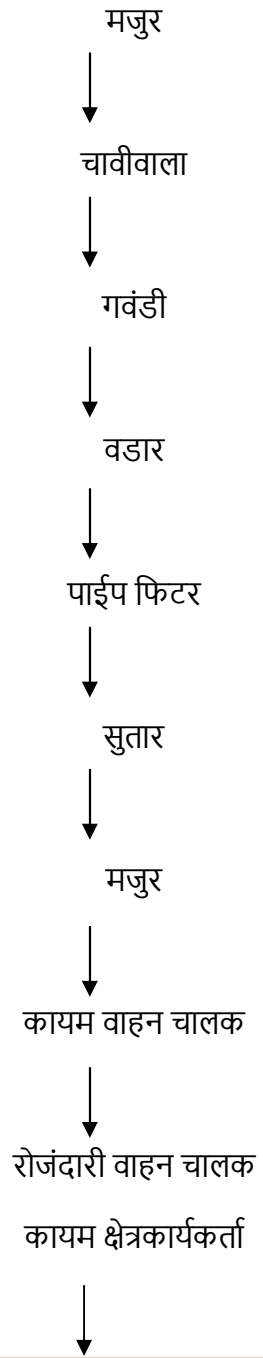 मजुर
चावीवाला
गवंडी
वडार
पाईप फिटर
सुतार
मजुर
कायम वाहन चालक
रोजंदारी वाहन चालक
कायम क्षेत्रकार्यकर्ता